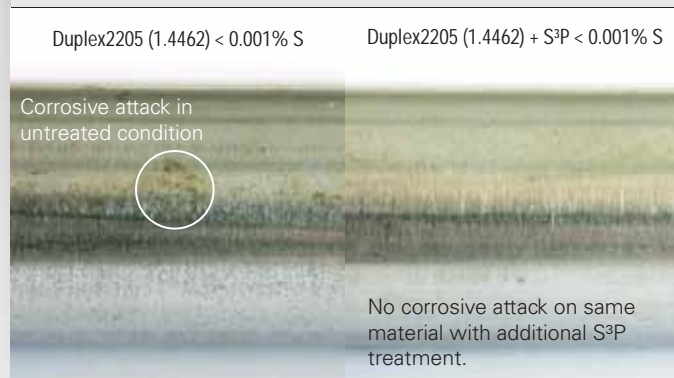 Duplex2205 (1.4462) < 0.001% S
Duplex2205 (1.4462) + S³P < 0.001% S
Corrosive attack in
untreated condition
No corrosive attack on same
material with additional S³P
treatment.